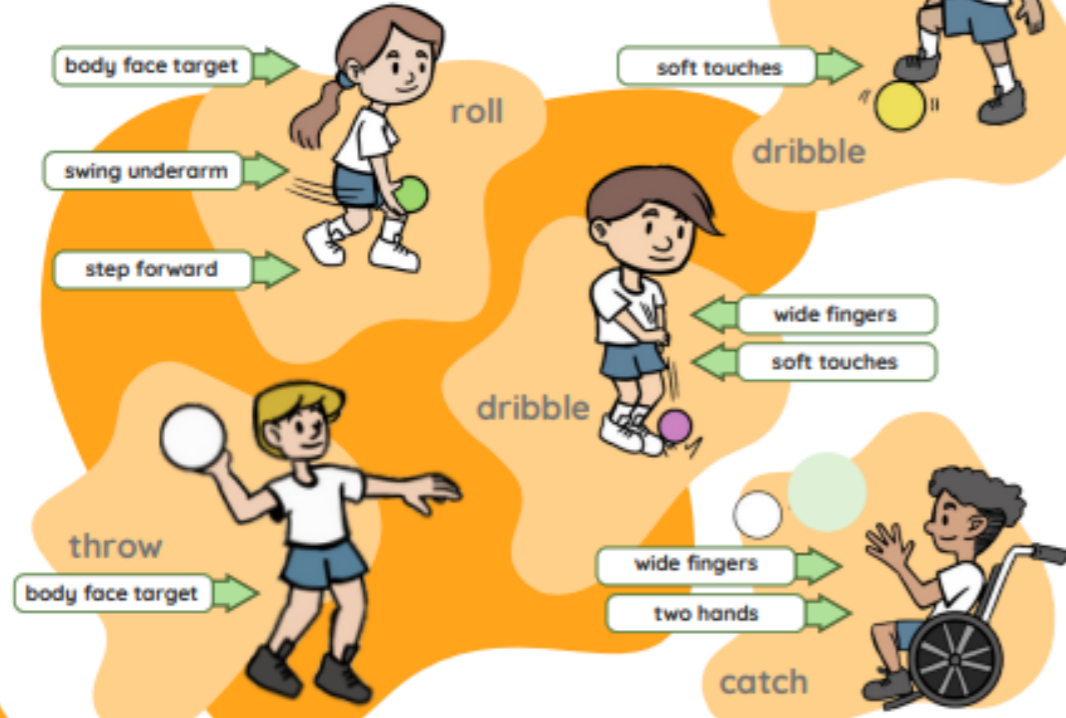 body face target
roll
swing underarm
step forward
soft touches
dribble
wide fingers
soft touches
dribble
throw
body face target
wide fingers
two hands
catch